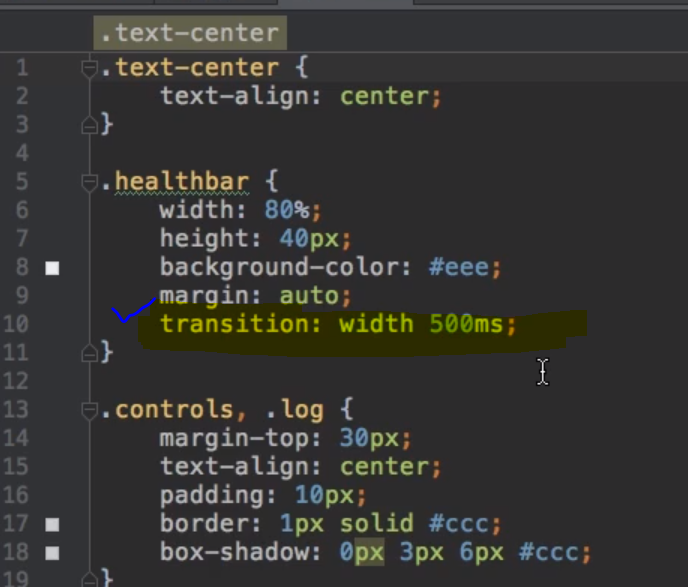 .text-center
1 .text-center {
2 text-align: center;
3 }
4
5 .healthbar {
6 width: 80%;
7 height: 40px;
8 background-color: #eee;
9 margin: auto;
10 transition: width 500ms;
11 }
12
13 .controls, .log {
14 margin-top: 30px;
15 text-align: center;
16 padding: 10px;
17 border: 1px solid #ccc;
18 box-shadow: 0px 3px 6px #ccc;
19 }